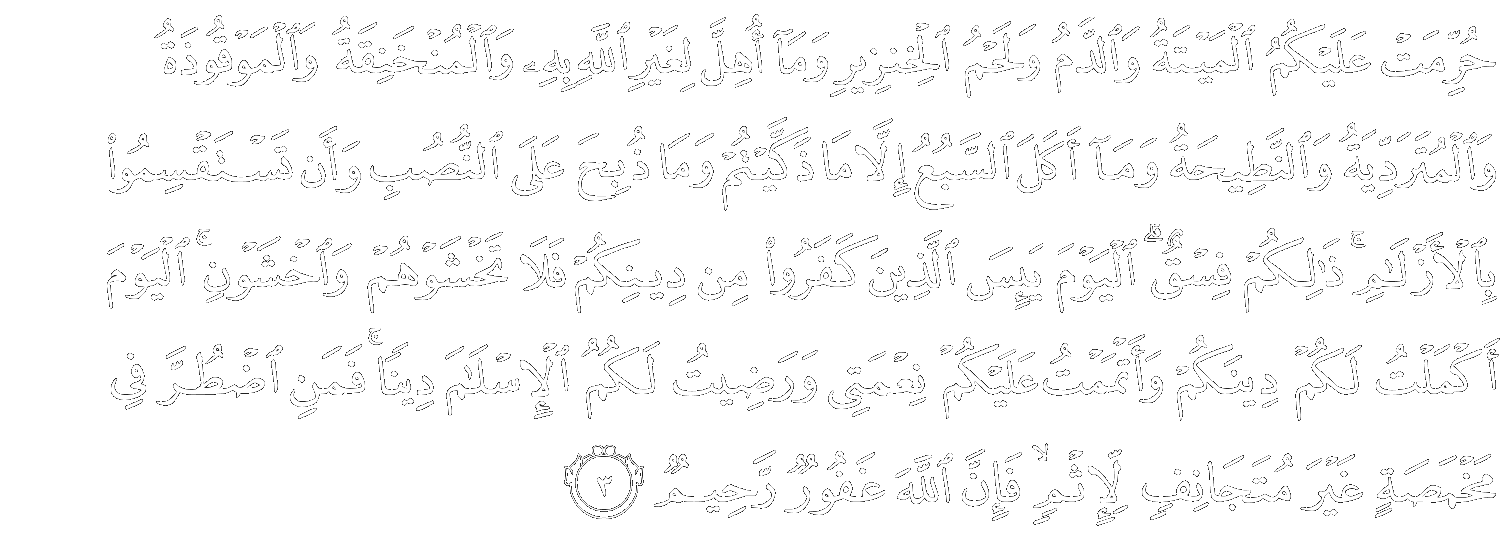 حُرِّمَتْ عَلَيْكُمُ ٱلْمَيْتَةُ وَٱلدَّمُ وَلَحْمُ ٱلْخِنزِيرِ وَمَآ أُهِلَّ لِغَيْرِ ٱللَّهِ بِهِۦ وَٱلْمُنْخَنِقَةُ وَٱلْمَوْقُوذَةُ
وَٱلْمُتَرَدِّيَةُ وَٱلنَّطِيحَةُ وَمَآ أَكَلَ ٱلسَّبُعُ إِلَّا مَا ذَكَّيْتُمْ وَمَا ذُبِحَ عَلَى ٱلنُّصُبِ وَأَن تَسْتَقْسِمُوا۟
بِٱلْأَزْلَـٰمِ ۚ ذَٰلِكُمْ فِسْقٌ ۗ ٱلْيَوْمَ يَئِسَ ٱلَّذِينَ كَفَرُوا۟ مِن دِينِكُمْ فَلَا تَخْشَوْهُمْ وَٱخْشَوْنِ ۚ ٱلْيَوْمَ
أَكْمَلْتُ لَكُمْ دِينَكُمْ وَأَتْمَمْتُ عَلَيْكُمْ نِعْمَتِى وَرَضِيتُ لَكُمُ ٱلْإِسْلَـٰمَ دِينًا ۚ فَمَنِ ٱضْطُرَّ فِى
مَخْمَصَةٍ غَيْرَ مُتَجَانِفٍ لِّإِثْمٍ ۙ فَإِنَّ ٱللَّهَ غَفُورٌ رَّحِيمٌ ٣